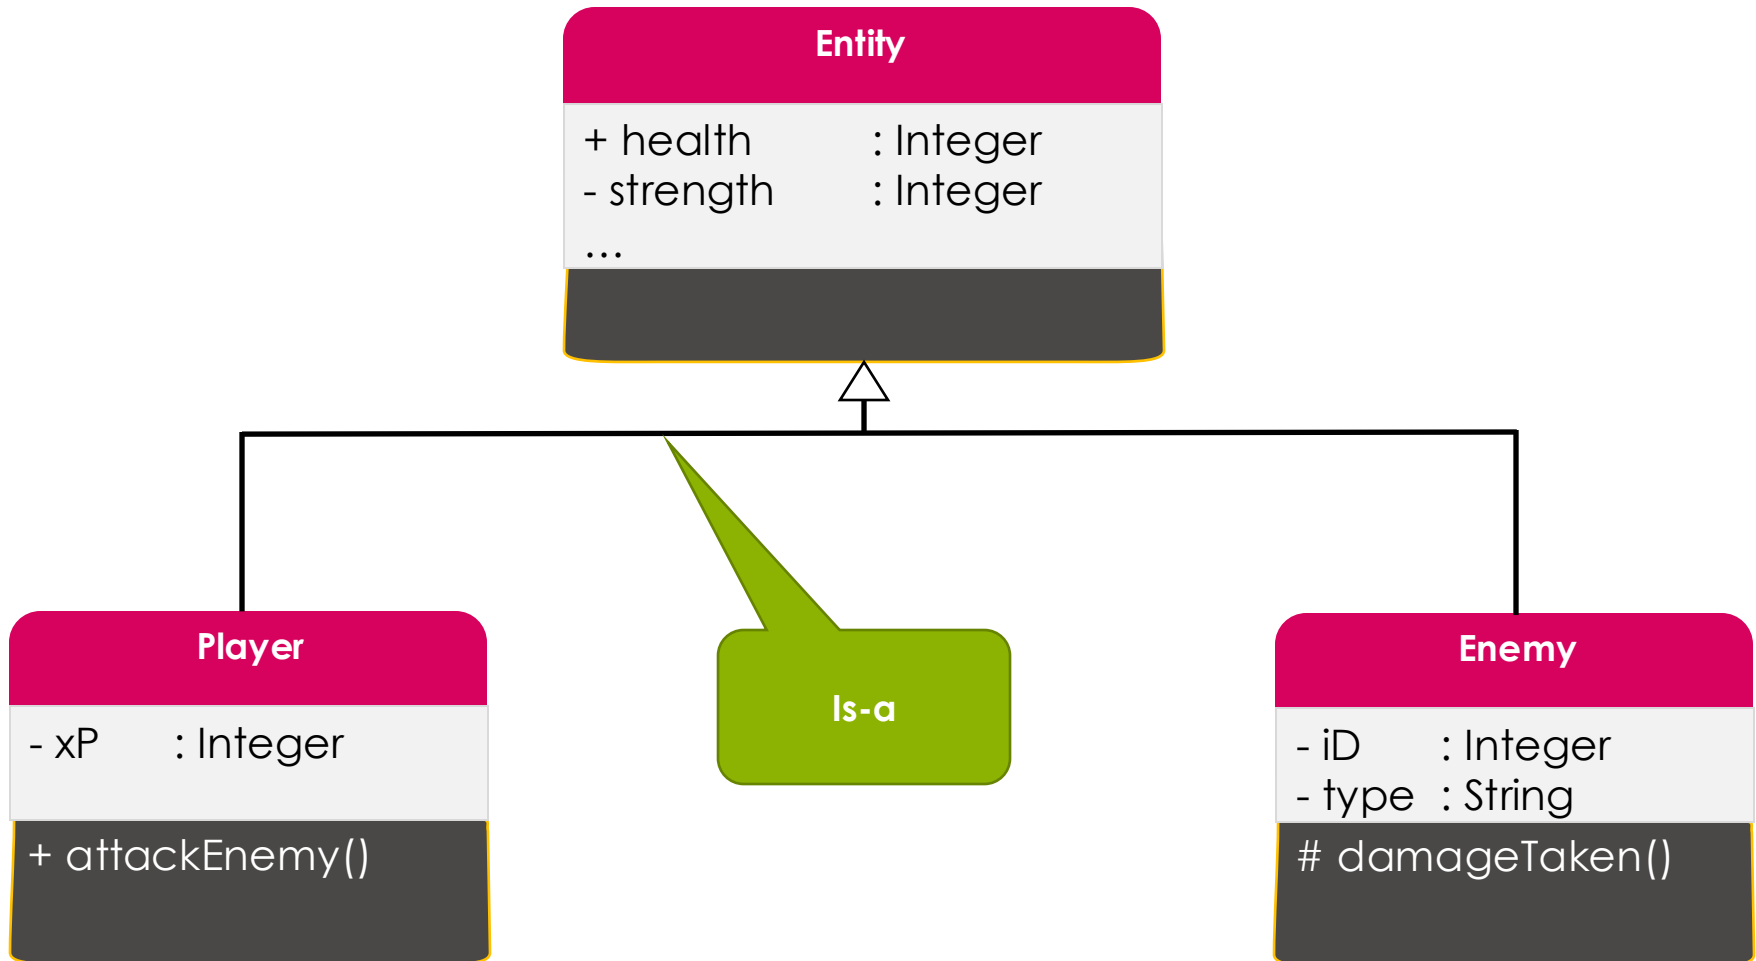 Entity
+ health : Integer
- strength : Integer
...
Player
- xP : Integer
+ attackEnemy()
Is-a
Enemy
- iD : Integer
- type : String
# damageTaken()